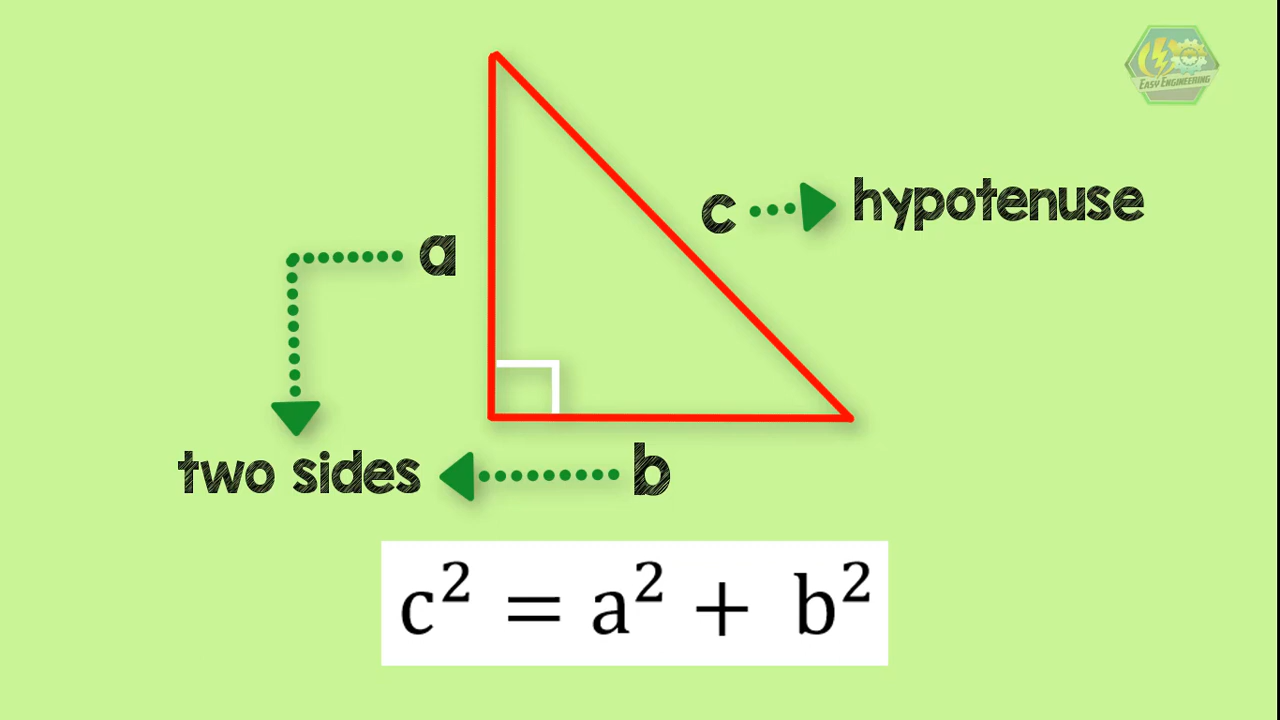 EASY ENGINEERING
c hypotenuse
a
two sides b
c² = a² + b²